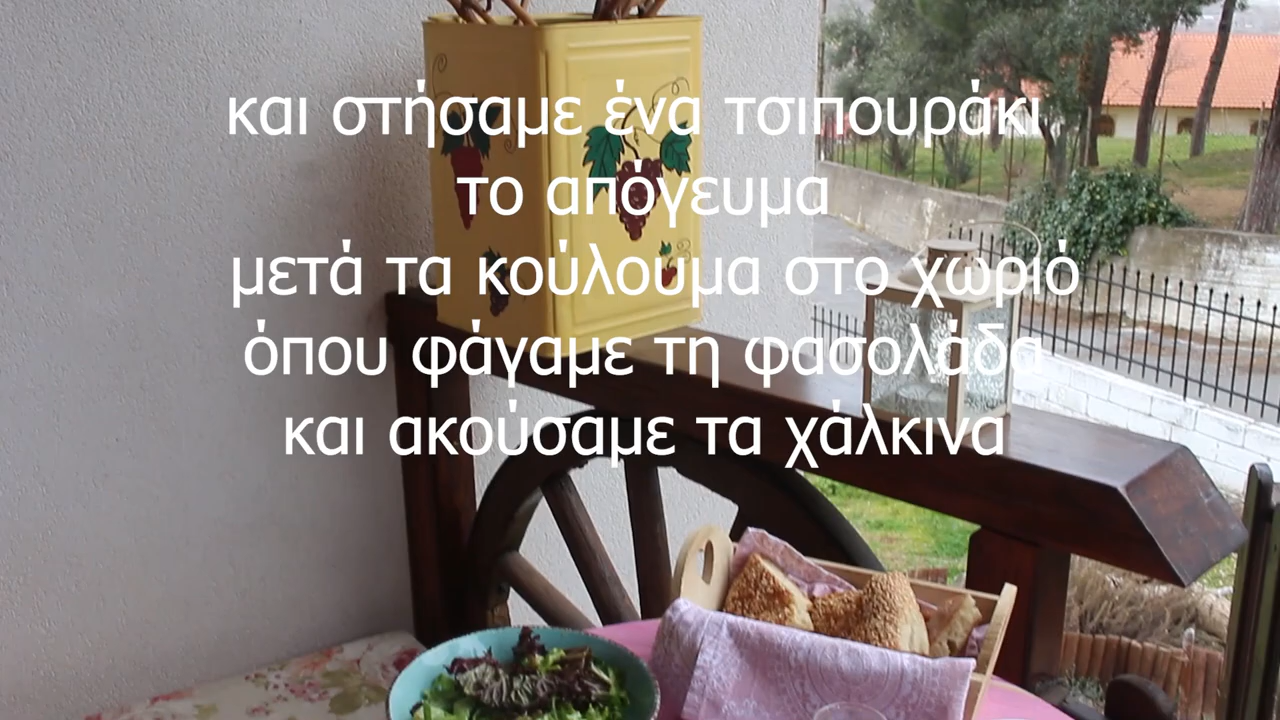 και στήσαμε ένα τσιπουράκι
το απόγευμα
μετά τα κούλουμα στο χωριό
όπου φάγαμε τη φασολάδα
και ακούσαμε τα χάλκινα